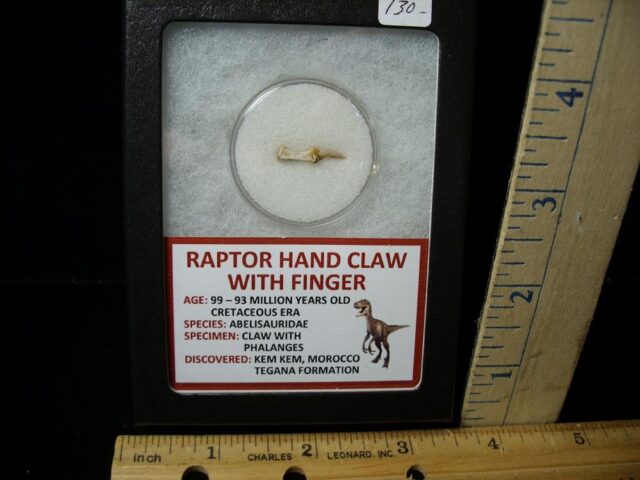 130-
RAPTOR HAND CLAW
WITH FINGER
AGE: 99 – 93 MILLION YEARS OLD
CRETACEOUS ERA
SPECIES: ABELISAURIDAE
SPECIMEN: CLAW WITH
PHALANGES
DISCOVERED: KEM KEM, MOROCCO
TEGANA FORMATION
4
3
2
1
inch 1 2 3 4 5
CHARLES LEONARD, INC.